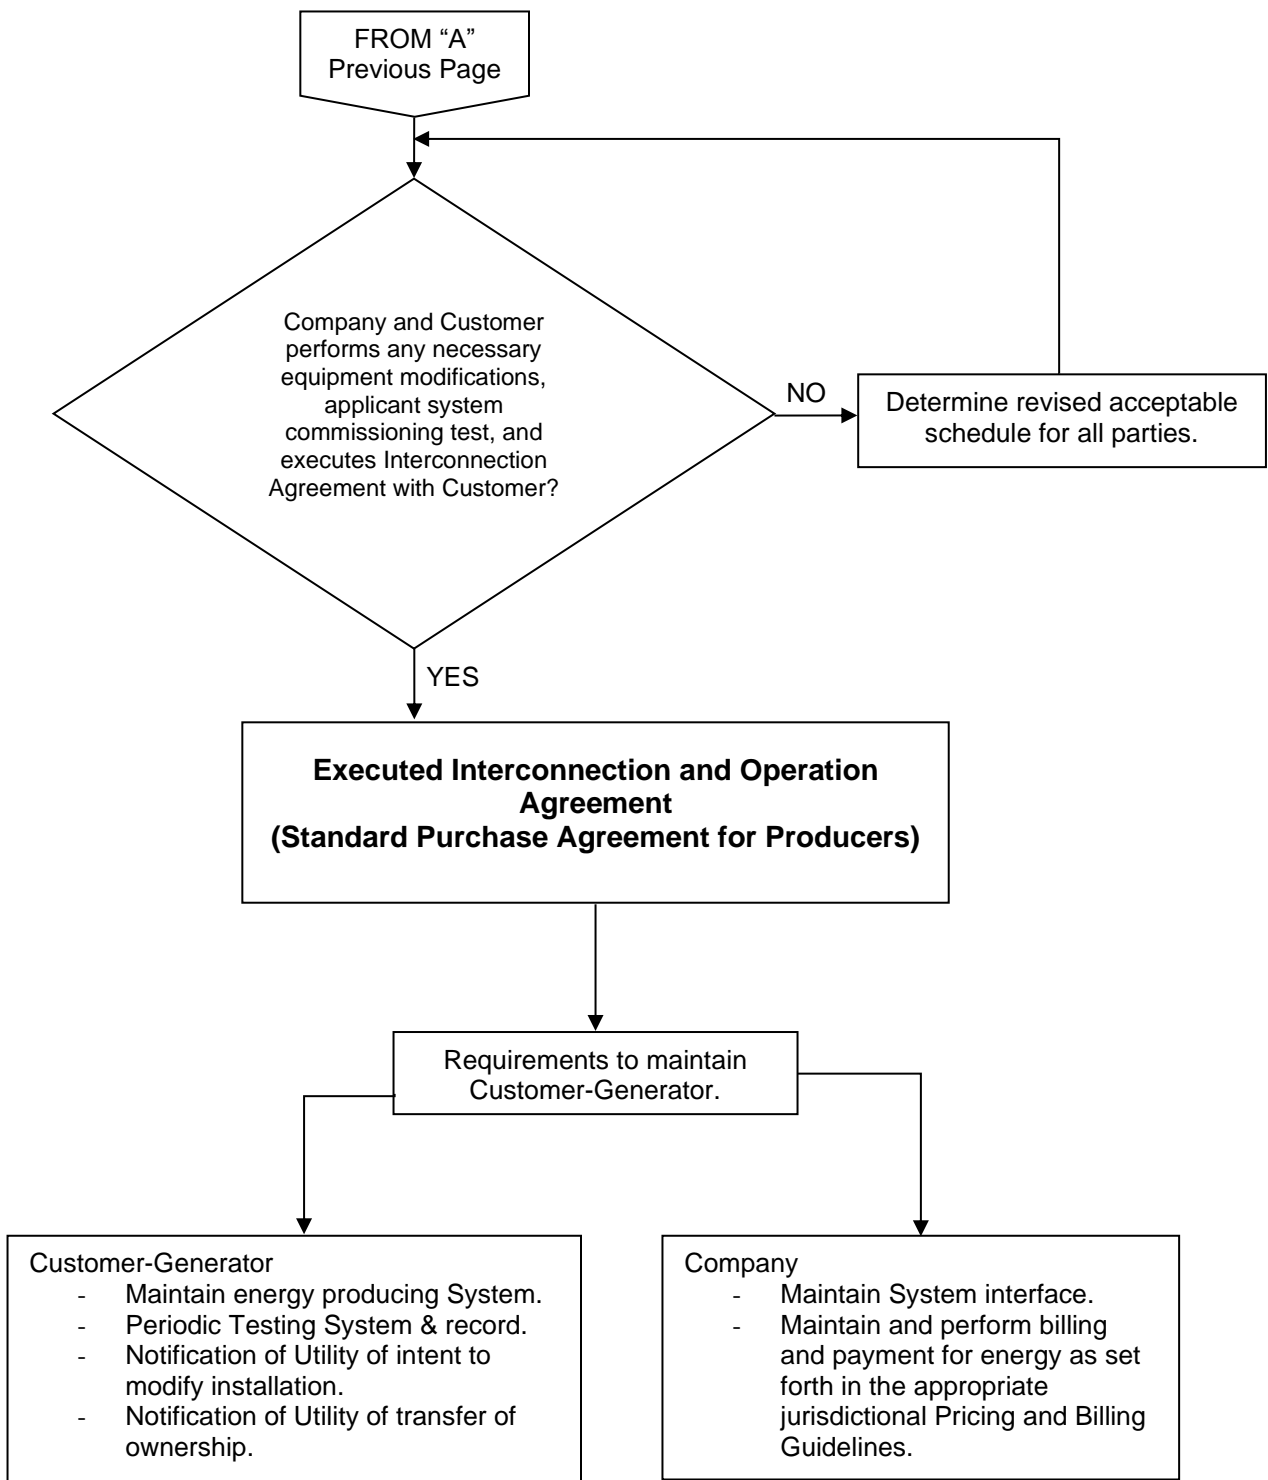 FROM “A”
Previous Page
Company and Customer
performs any necessary
equipment modifications,
applicant system
commissioning test, and
executes Interconnection
Agreement with Customer?
NO
Determine revised acceptable
schedule for all parties.
YES
Executed Interconnection and Operation
Agreement
(Standard Purchase Agreement for Producers)
Requirements to maintain
Customer-Generator.
Customer-Generator
- Maintain energy producing System.
- Periodic Testing System & record.
- Notification of Utility of intent to
modify installation.
- Notification of Utility of transfer of
ownership.
Company
- Maintain System interface.
- Maintain and perform billing
and payment for energy as set
forth in the appropriate
jurisdictional Pricing and Billing
Guidelines.